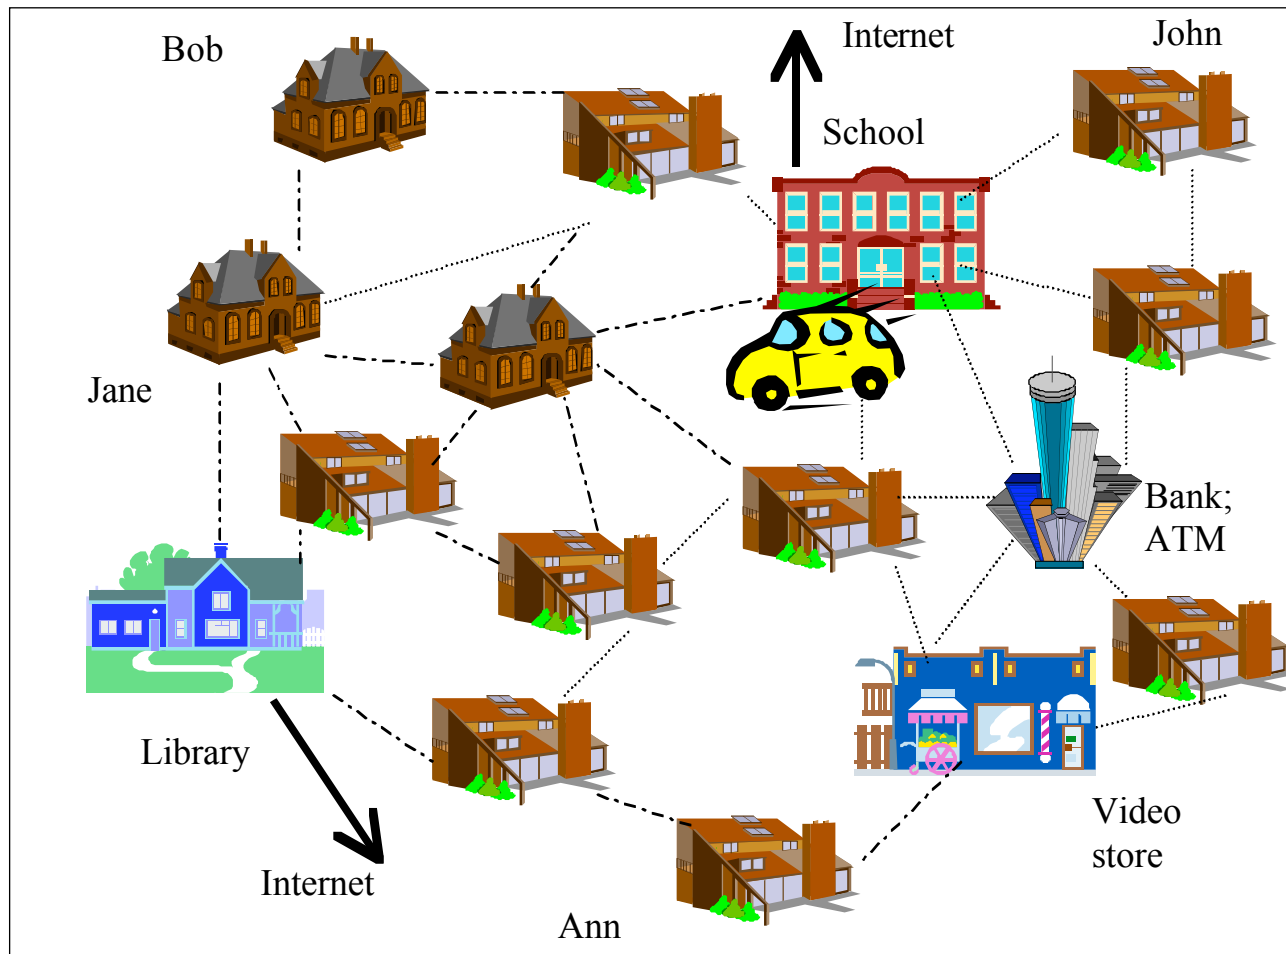 Bob
Internet
John
School
Jane
Bank;
ATM
Library
Video
store
Internet
Ann